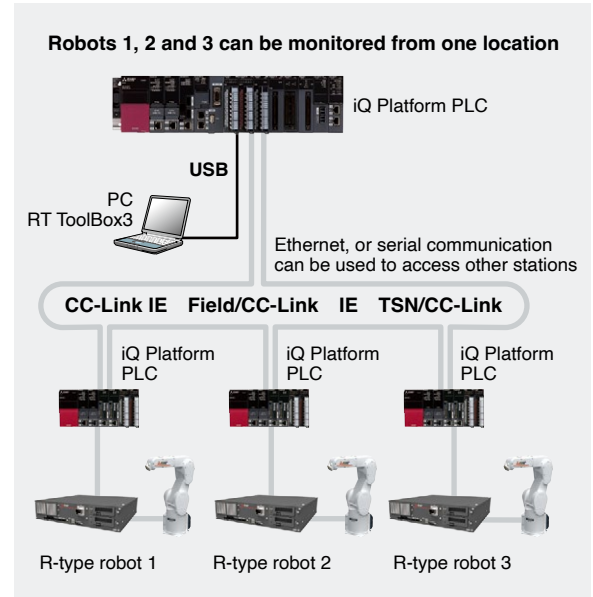 Robots 1, 2 and 3 can be monitored from one location
iQ Platform PLC
USB
PC
RT ToolBox3
Ethernet, or serial communication
can be used to access other stations
CC-Link IE Field/CC-Link IE TSN/CC-Link
iQ Platform
PLC
iQ Platform
PLC
iQ Platform
PLC
R-type robot 1
R-type robot 2
R-type robot 3